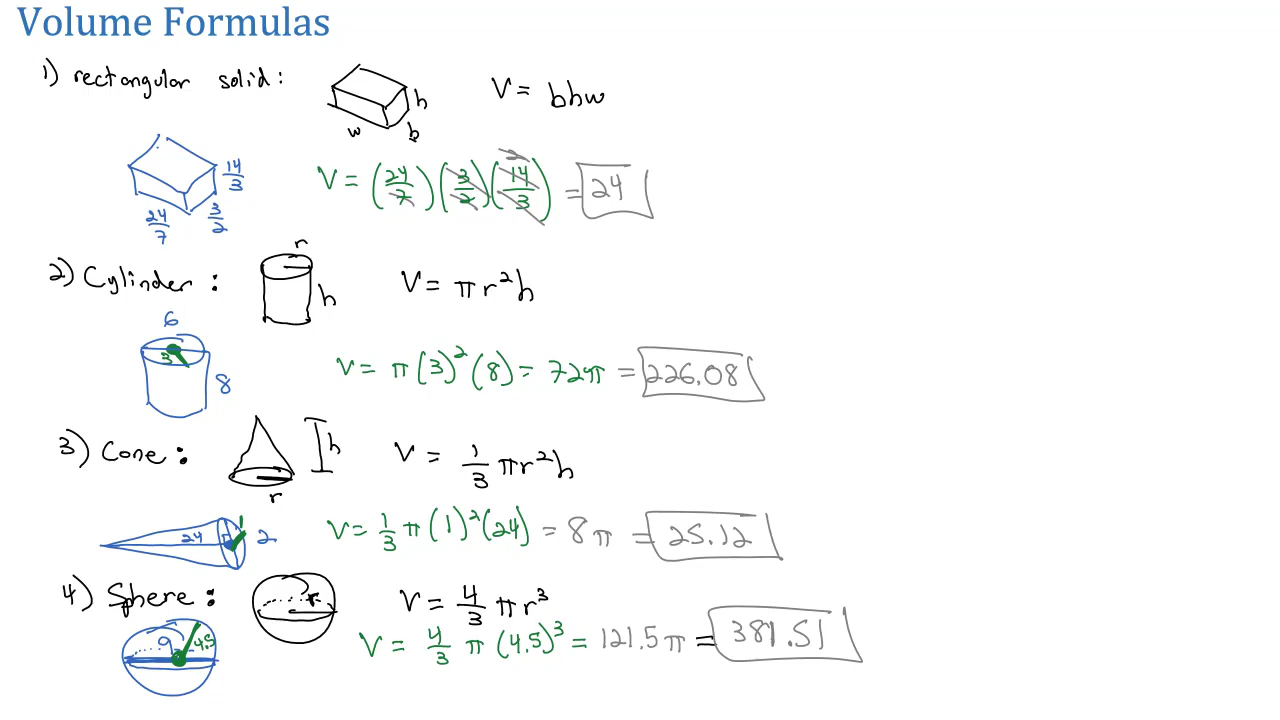 Volume Formulas
1) rectangular solid: h w b V = bhw
14/3 24/7 3/2 V = (24/7)(3/2)(14/3) 2 = 24
2) Cylinder: r h V = πr²h
6 3 8 V = π(3)²(8) = 72π = 226.08
3) Cone: h r V = 1/3 πr²h
24 1 2 V = 1/3 π(1)²(24) = 8π = 25.12
4) Sphere: r V = 4/3 πr³
9 4.5 V = 4/3 π(4.5)³ = 121.5π = 381.51